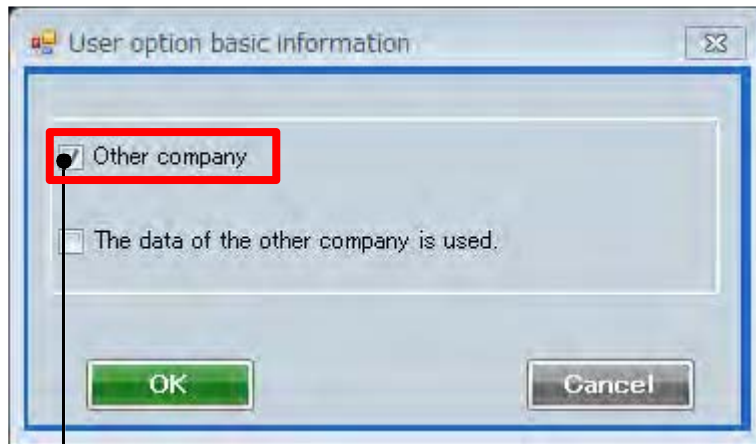 User option basic information
Other company
The data of the other company is used.
OK
Cancel